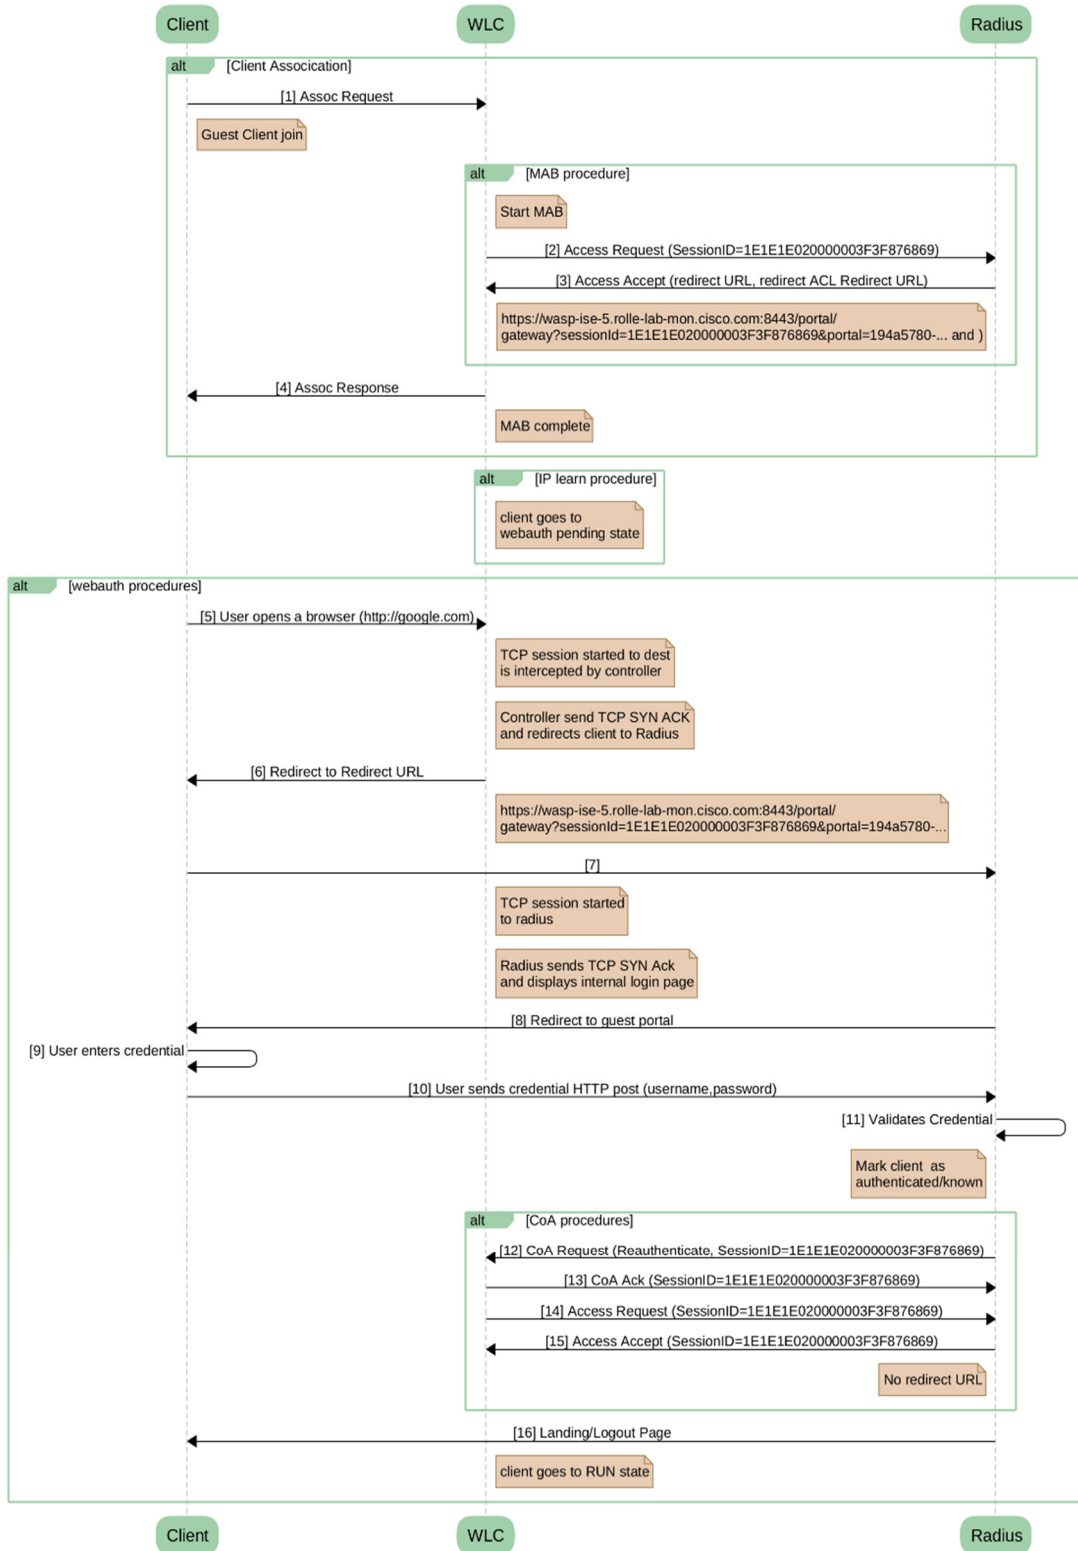 Client
WLC
Radius
alt
[Client Assocication]
[1] Assoc Request
Guest Client join
alt
[MAB procedure]
Start MAB
[2] Access Request (SessionID=1E1E1E020000003F3F876869)
[3] Access Accept (redirect URL, redirect ACL Redirect URL)
https://wasp-ise-5.rolle-lab-mon.cisco.com:8443/portal/
gateway?sessionId=1E1E1E020000003F3F876869&portal=194a5780-... and )
[4] Assoc Response
MAB complete
alt
[IP learn procedure]
client goes to
webauth pending state
alt
[webauth procedures]
[5] User opens a browser (http://google.com)
TCP session started to dest
is intercepted by controller
Controller send TCP SYN ACK
and redirects client to Radius
[6] Redirect to Redirect URL
https://wasp-ise-5.rolle-lab-mon.cisco.com:8443/portal/
gateway?sessionId=1E1E1E020000003F3F876869&portal=194a5780-...
[7]
TCP session started
to radius
Radius sends TCP SYN Ack
and displays internal login page
[8] Redirect to guest portal
[9] User enters credential
[10] User sends credential HTTP post (username,password)
[11] Validates Credential
Mark client as
authenticated/known
alt
[CoA procedures]
[12] CoA Request (Reauthenticate, SessionID=1E1E1E020000003F3F876869)
[13] CoA Ack (SessionID=1E1E1E020000003F3F876869)
[14] Access Request (SessionID=1E1E1E020000003F3F876869)
[15] Access Accept (SessionID=1E1E1E020000003F3F876869)
No redirect URL
[16] Landing/Logout Page
client goes to RUN state
Client
WLC
Radius